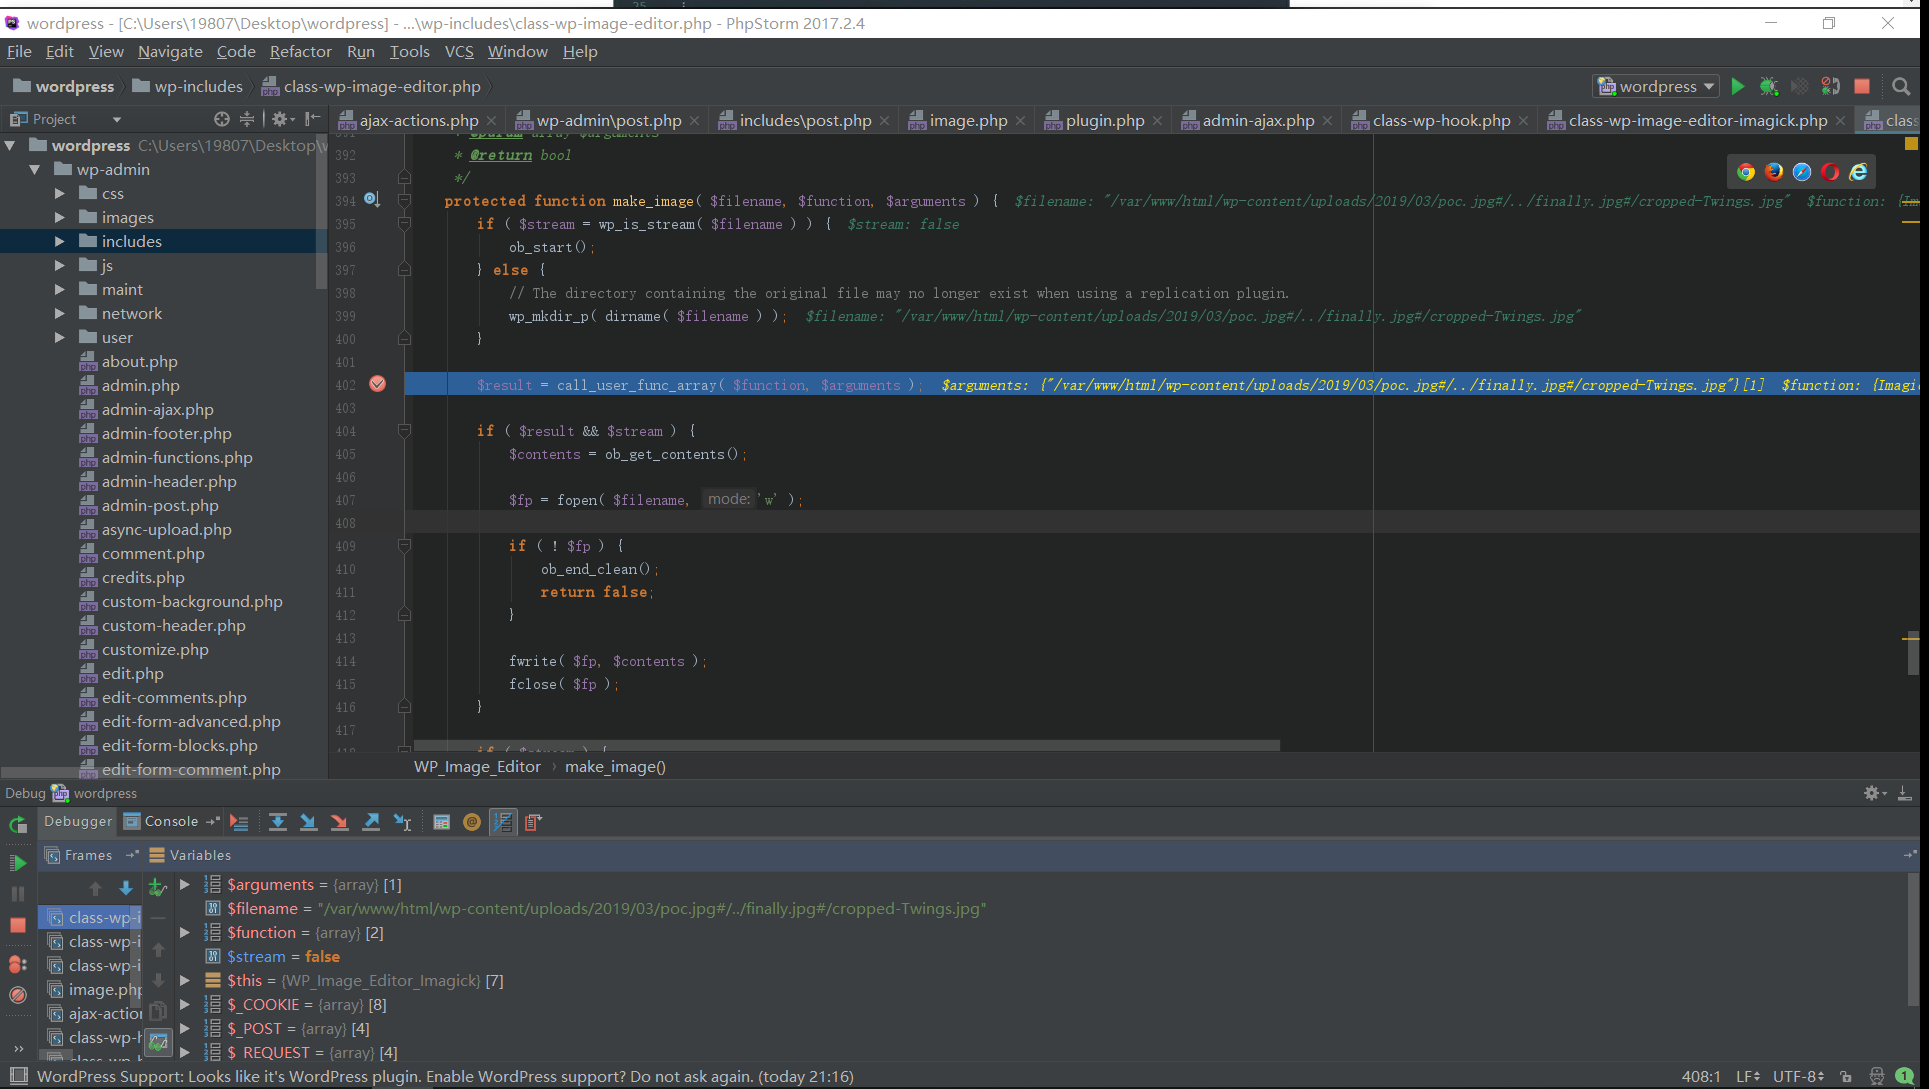 25
wordpress - [C:\Users\19807\Desktop\wordpress] - ...\wp-includes\class-wp-image-editor.php - PhpStorm 2017.2.4
File Edit View Navigate Code Refactor Run Tools VCS Window Help
wordpress wp-includes class-wp-image-editor.php wordpress
Project
ajax-actions.php wp-admin\post.php includes\post.php image.php plugin.php admin-ajax.php class-wp-hook.php class-wp-image-editor-imagick.php clas
wordpress C:\Users\19807\Desktop\w
wp-admin
css
images
includes
js
maint
network
user
about.php
admin.php
admin-ajax.php
admin-footer.php
admin-functions.php
admin-header.php
admin-post.php
async-upload.php
comment.php
credits.php
custom-background.php
custom-header.php
customize.php
edit.php
edit-comments.php
edit-form-advanced.php
edit-form-blocks.php
edit-form-comment.php
391 * @param array $arguments
392 * @return bool
393 */
394 protected function make_image( $filename, $function, $arguments ) { $filename: "/var/www/html/wp-content/uploads/2019/03/poc.jpg#/../finally.jpg#/cropped-Twings.jpg" $function: {Im
395 if ( $stream = wp_is_stream( $filename ) ) { $stream: false
396 ob_start();
397 } else {
398 // The directory containing the original file may no longer exist when using a replication plugin.
399 wp_mkdir_p( dirname( $filename ) ); $filename: "/var/www/html/wp-content/uploads/2019/03/poc.jpg#/../finally.jpg#/cropped-Twings.jpg"
400 }
401
402 $result = call_user_func_array( $function, $arguments ); $arguments: {"/var/www/html/wp-content/uploads/2019/03/poc.jpg#/../finally.jpg#/cropped-Twings.jpg"}[1] $function: {Imagi
403
404 if ( $result && $stream ) {
405 $contents = ob_get_contents();
406
407 $fp = fopen( $filename, mode: 'w' );
408
409 if ( ! $fp ) {
410 ob_end_clean();
411 return false;
412 }
413
414 fwrite( $fp, $contents );
415 fclose( $fp );
416 }
417
418 if ( $stream ) {
WP_Image_Editor › make_image()
Debug wordpress
Debugger Console
Frames Variables
class-wp-i
class-wp-i
class-wp-i
image.php
ajax-action
class-wp-h
class-wp-h
$arguments = {array} [1]
$filename = "/var/www/html/wp-content/uploads/2019/03/poc.jpg#/../finally.jpg#/cropped-Twings.jpg"
$function = {array} [2]
$stream = false
$this = {WP_Image_Editor_Imagick} [7]
$_COOKIE = {array} [8]
$_POST = {array} [4]
$_REQUEST = {array} [4]
WordPress Support: Looks like it's WordPress plugin. Enable WordPress support? Do not ask again. (today 21:16) 408:1 LF UTF-8 1